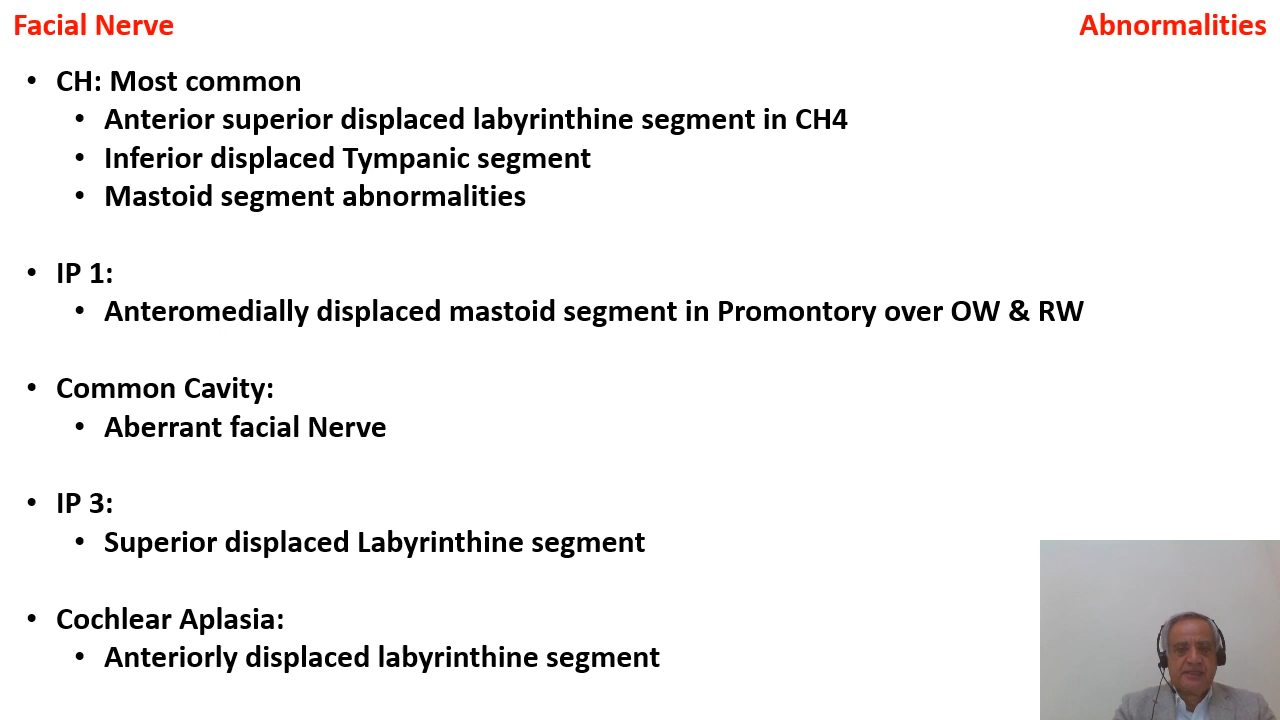 Facial Nerve Abnormalities
• CH: Most common
• Anterior superior displaced labyrinthine segment in CH4
• Inferior displaced Tympanic segment
• Mastoid segment abnormalities
• IP 1:
• Anteromedially displaced mastoid segment in Promontory over OW & RW
• Common Cavity:
• Aberrant facial Nerve
• IP 3:
• Superior displaced Labyrinthine segment
• Cochlear Aplasia:
• Anteriorly displaced labyrinthine segment